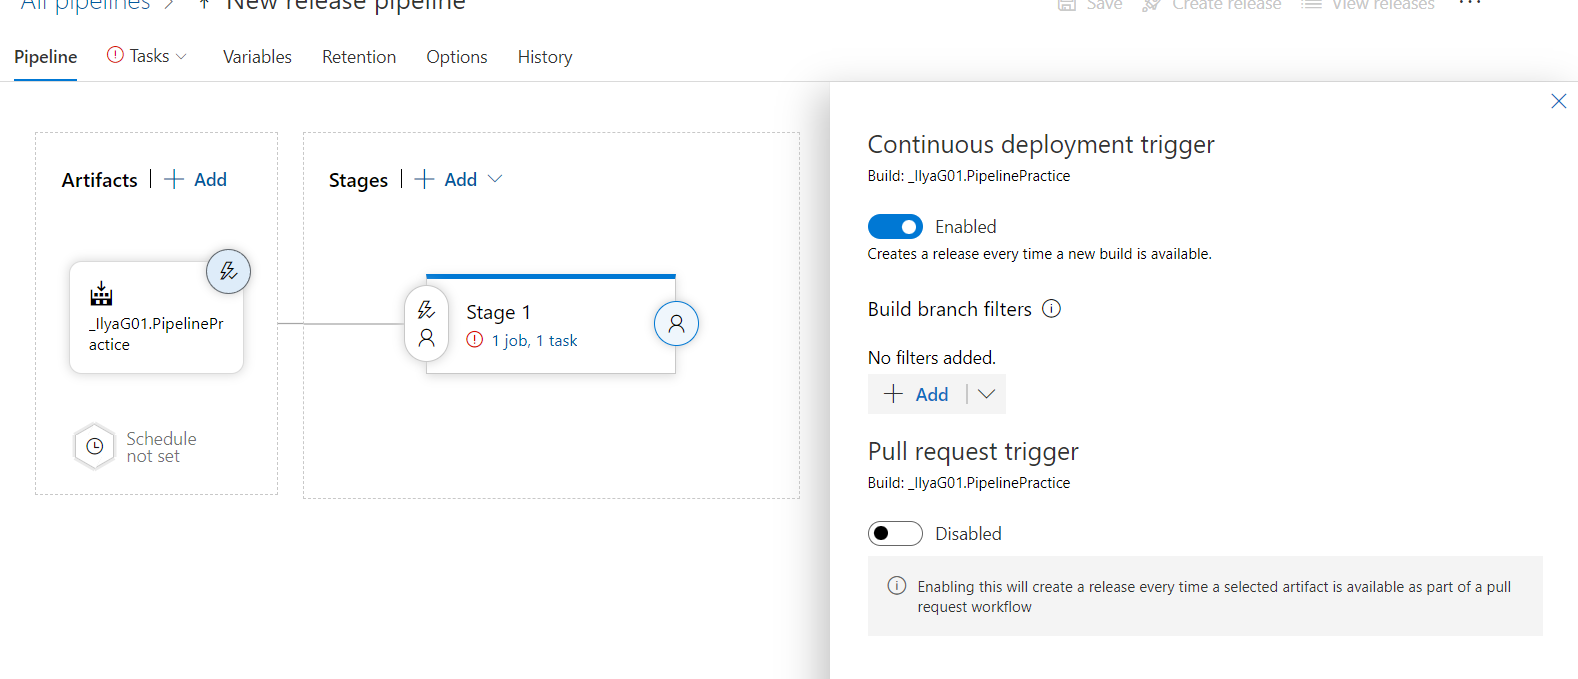 All pipelines > New release pipeline
Save Create release View releases ...
Pipeline Tasks Variables Retention Options History
Artifacts | + Add
_IlyaG01.PipelinePr
actice
Schedule
not set
Stages | + Add
Stage 1
1 job, 1 task
Continuous deployment trigger
Build: _IlyaG01.PipelinePractice
Enabled
Creates a release every time a new build is available.
Build branch filters
No filters added.
+ Add
Pull request trigger
Build: _IlyaG01.PipelinePractice
Disabled
Enabling this will create a release every time a selected artifact is available as part of a pull
request workflow